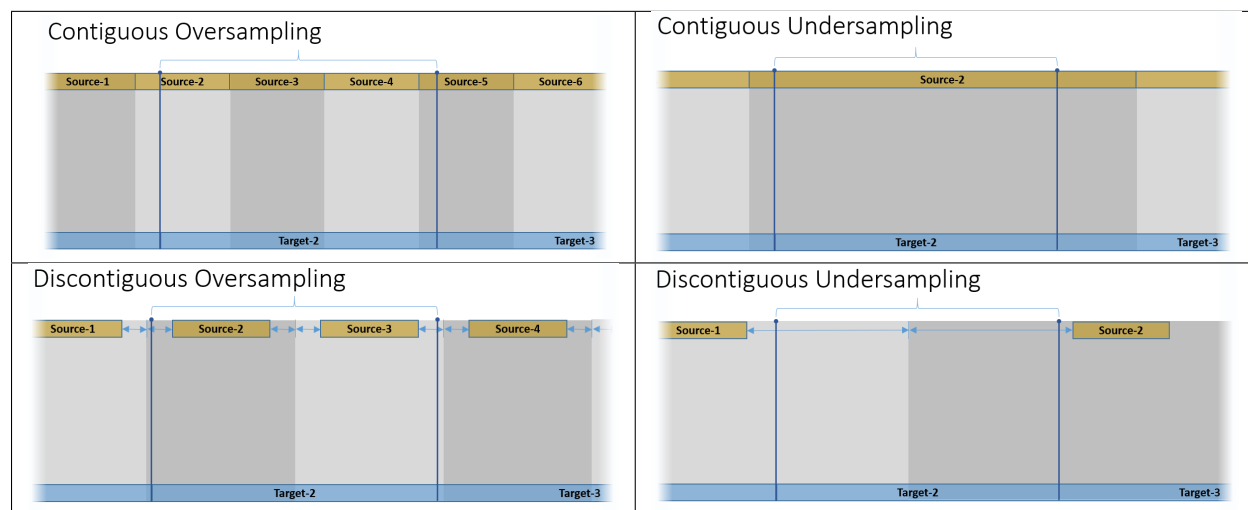 Contiguous Oversampling
Source-1 Source-2 Source-3 Source-4 Source-5 Source-6
Target-2 Target-3
Contiguous Undersampling
Source-2
Target-2 Target-3
Discontiguous Oversampling
Source-1 Source-2 Source-3 Source-4
Target-2 Target-3
Discontiguous Undersampling
Source-1 Source-2
Target-2 Target-3